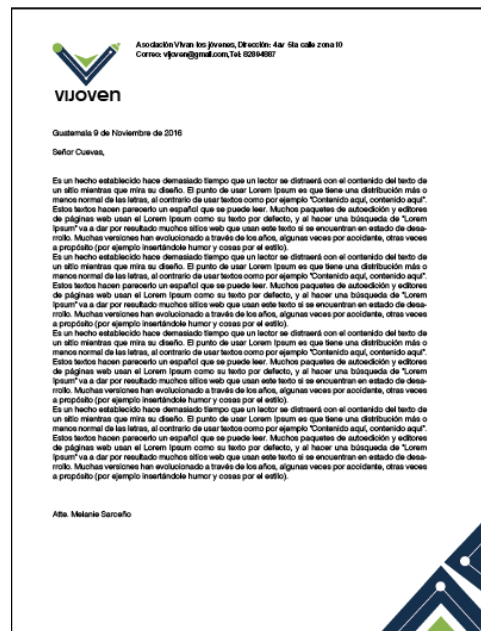 Asociación Vivan los jóvenes, Dirección: 4av 5ta calle zona 10
Correo: vijoven@gmail.com, Tel: 82894887
VIJOVEN
Guatemala 9 de Noviembre de 2016
Señor Cuevas,
Es un hecho establecido hace demasiado tiempo que un lector se distraerá con el contenido del texto de
un sitio mientras que mira su diseño. El punto de usar Lorem Ipsum es que tiene una distribución más o
menos normal de las letras, al contrario de usar textos como por ejemplo "Contenido aquí, contenido aquí".
Estos textos hacen parecerlo un español que se puede leer. Muchos paquetes de autoedición y editores
de páginas web usan el Lorem Ipsum como su texto por defecto, y al hacer una búsqueda de "Lorem
Ipsum" va a dar por resultado muchos sitios web que usan este texto si se encuentran en estado de desa-
rrollo. Muchas versiones han evolucionado a través de los años, algunas veces por accidente, otras veces
a propósito (por ejemplo insertándole humor y cosas por el estilo).
Es un hecho establecido hace demasiado tiempo que un lector se distraerá con el contenido del texto de
un sitio mientras que mira su diseño. El punto de usar Lorem Ipsum es que tiene una distribución más o
menos normal de las letras, al contrario de usar textos como por ejemplo "Contenido aquí, contenido aquí".
Estos textos hacen parecerlo un español que se puede leer. Muchos paquetes de autoedición y editores
de páginas web usan el Lorem Ipsum como su texto por defecto, y al hacer una búsqueda de "Lorem
Ipsum" va a dar por resultado muchos sitios web que usan este texto si se encuentran en estado de desa-
rrollo. Muchas versiones han evolucionado a través de los años, algunas veces por accidente, otras veces
a propósito (por ejemplo insertándole humor y cosas por el estilo).
Es un hecho establecido hace demasiado tiempo que un lector se distraerá con el contenido del texto de
un sitio mientras que mira su diseño. El punto de usar Lorem Ipsum es que tiene una distribución más o
menos normal de las letras, al contrario de usar textos como por ejemplo "Contenido aquí, contenido aquí".
Estos textos hacen parecerlo un español que se puede leer. Muchos paquetes de autoedición y editores
de páginas web usan el Lorem Ipsum como su texto por defecto, y al hacer una búsqueda de "Lorem
Ipsum" va a dar por resultado muchos sitios web que usan este texto si se encuentran en estado de desa-
rrollo. Muchas versiones han evolucionado a través de los años, algunas veces por accidente, otras veces
a propósito (por ejemplo insertándole humor y cosas por el estilo).
Es un hecho establecido hace demasiado tiempo que un lector se distraerá con el contenido del texto de
un sitio mientras que mira su diseño. El punto de usar Lorem Ipsum es que tiene una distribución más o
menos normal de las letras, al contrario de usar textos como por ejemplo "Contenido aquí, contenido aquí".
Estos textos hacen parecerlo un español que se puede leer. Muchos paquetes de autoedición y editores
de páginas web usan el Lorem Ipsum como su texto por defecto, y al hacer una búsqueda de "Lorem
Ipsum" va a dar por resultado muchos sitios web que usan este texto si se encuentran en estado de desa-
rrollo. Muchas versiones han evolucionado a través de los años, algunas veces por accidente, otras veces
a propósito (por ejemplo insertándole humor y cosas por el estilo).
Atte. Melanie Sarceño